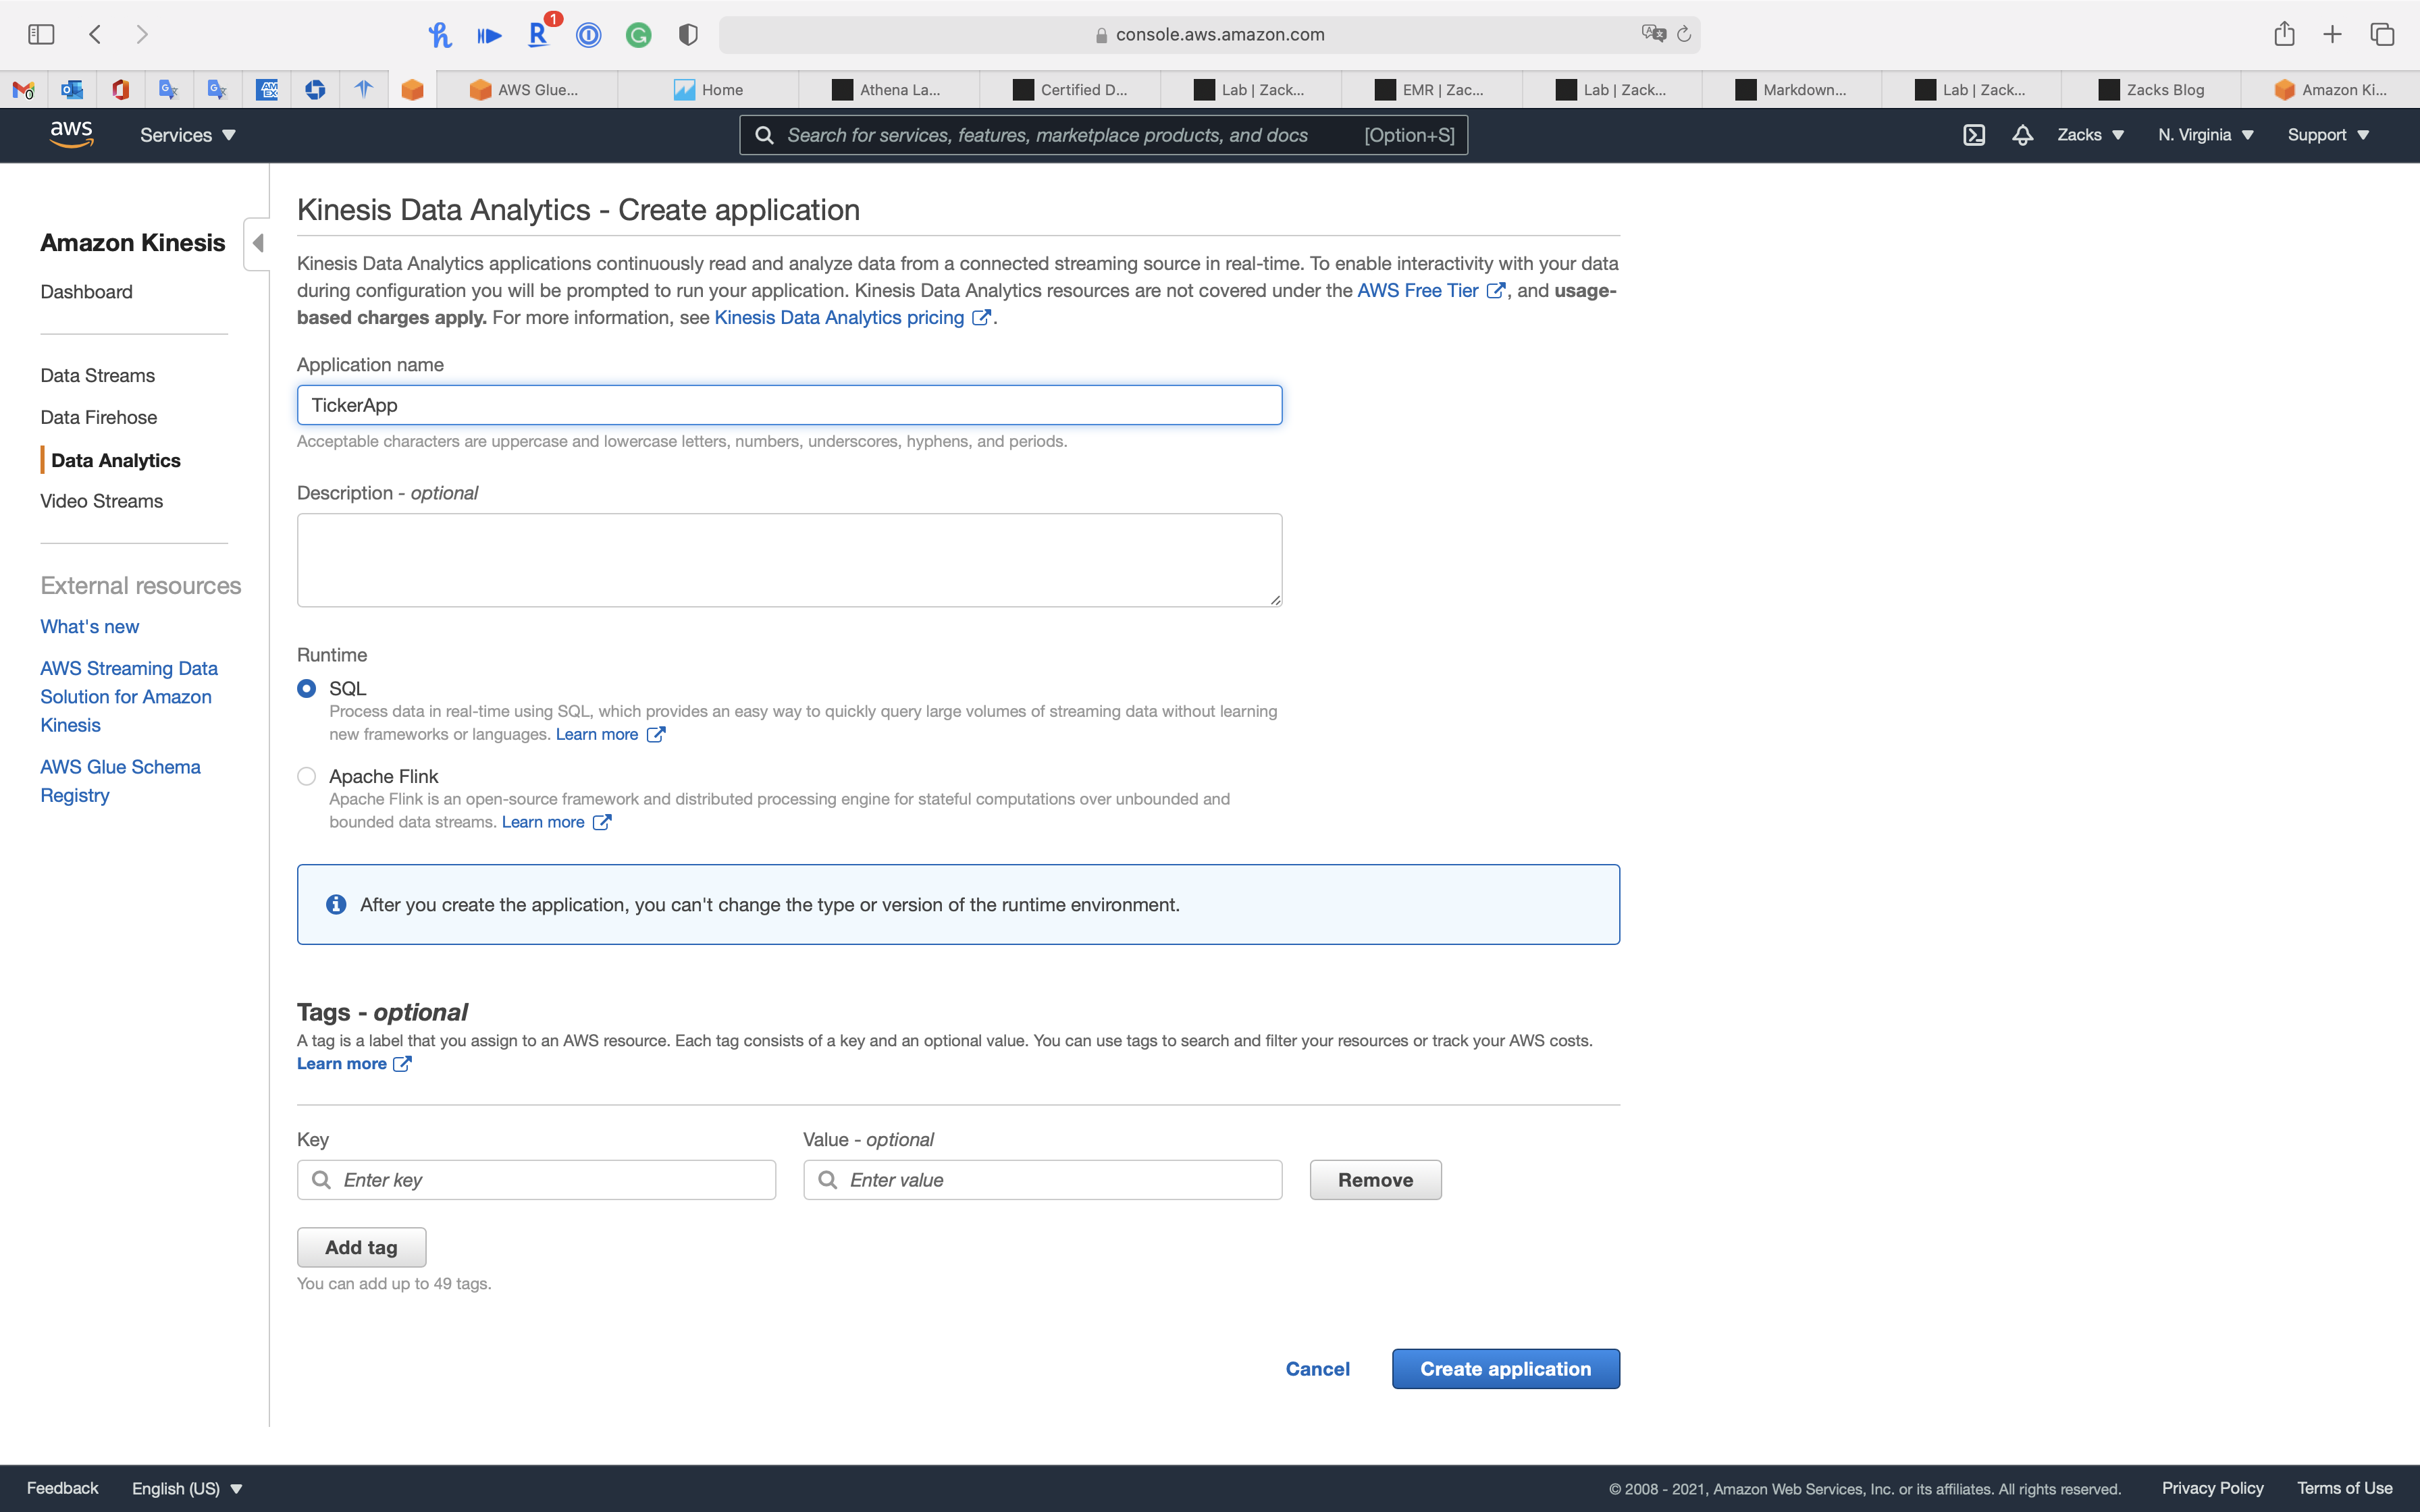 1
console.aws.amazon.com
AWS Glue...
Home
Athena La...
Certified D...
Lab | Zack...
EMR | Zac...
Lab | Zack...
Markdown...
Lab | Zack...
Zacks Blog
Amazon Ki...
aws
Services
Search for services, features, marketplace products, and docs [Option+S]
Zacks
N. Virginia
Support
Amazon Kinesis
Dashboard
Data Streams
Data Firehose
Data Analytics
Video Streams
External resources
What's new
AWS Streaming Data
Solution for Amazon
Kinesis
AWS Glue Schema
Registry
Kinesis Data Analytics - Create application
Kinesis Data Analytics applications continuously read and analyze data from a connected streaming source in real-time. To enable interactivity with your data
during configuration you will be prompted to run your application. Kinesis Data Analytics resources are not covered under the AWS Free Tier, and usage-
based charges apply. For more information, see Kinesis Data Analytics pricing.
Application name
TickerApp
Acceptable characters are uppercase and lowercase letters, numbers, underscores, hyphens, and periods.
Description - optional
Runtime
SQL
Process data in real-time using SQL, which provides an easy way to quickly query large volumes of streaming data without learning
new frameworks or languages. Learn more
Apache Flink
Apache Flink is an open-source framework and distributed processing engine for stateful computations over unbounded and
bounded data streams. Learn more
After you create the application, you can't change the type or version of the runtime environment.
Tags - optional
A tag is a label that you assign to an AWS resource. Each tag consists of a key and an optional value. You can use tags to search and filter your resources or track your AWS costs.
Learn more
Key
Value - optional
Enter key
Enter value
Remove
Add tag
You can add up to 49 tags.
Cancel
Create application
Feedback
English (US)
© 2008 - 2021, Amazon Web Services, Inc. or its affiliates. All rights reserved.
Privacy Policy
Terms of Use